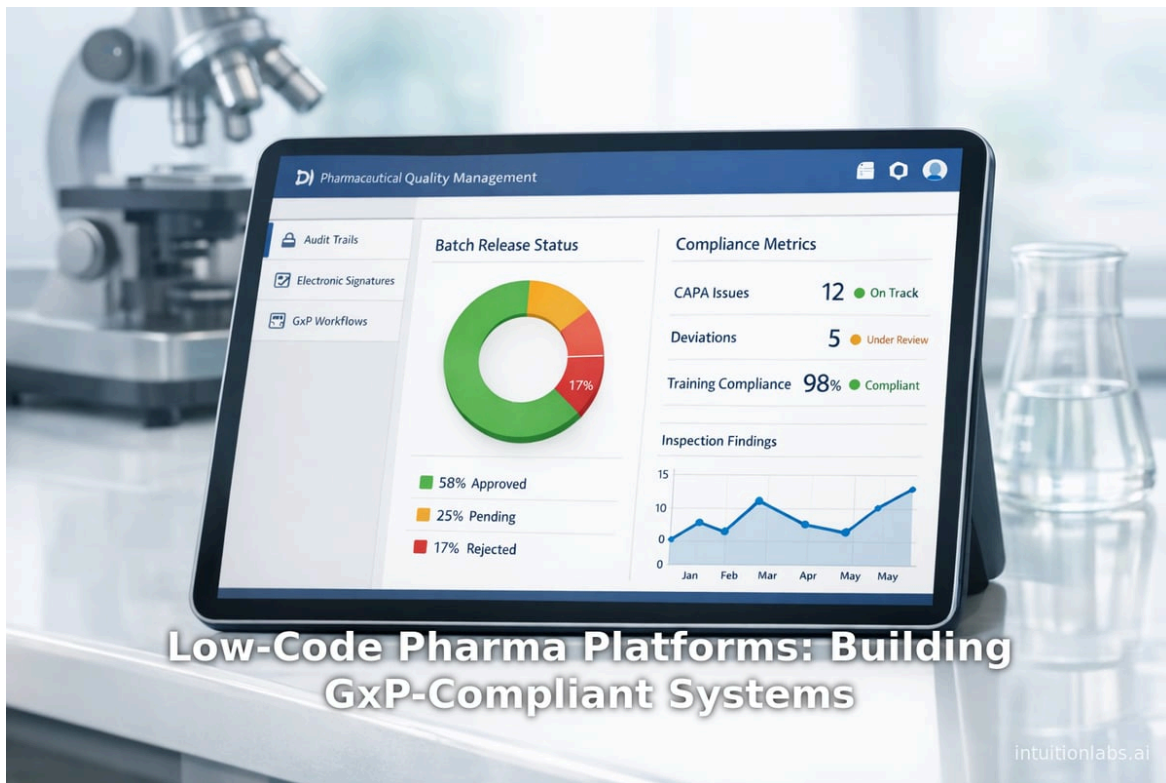 Pharmaceutical Quality Management
Audit Trails
Electronic Signatures
GxP Workflows
Batch Release Status
17%
58% Approved
25% Pending
17% Rejected
Compliance Metrics
CAPA Issues 12 On Track
Deviations 5 Under Review
Training Compliance 98% Compliant
Inspection Findings
15
10
0
0
Jan Feb Mar Apr May May
Low-Code Pharma Platforms: Building
GxP-Compliant Systems
intuitionlabs.ai